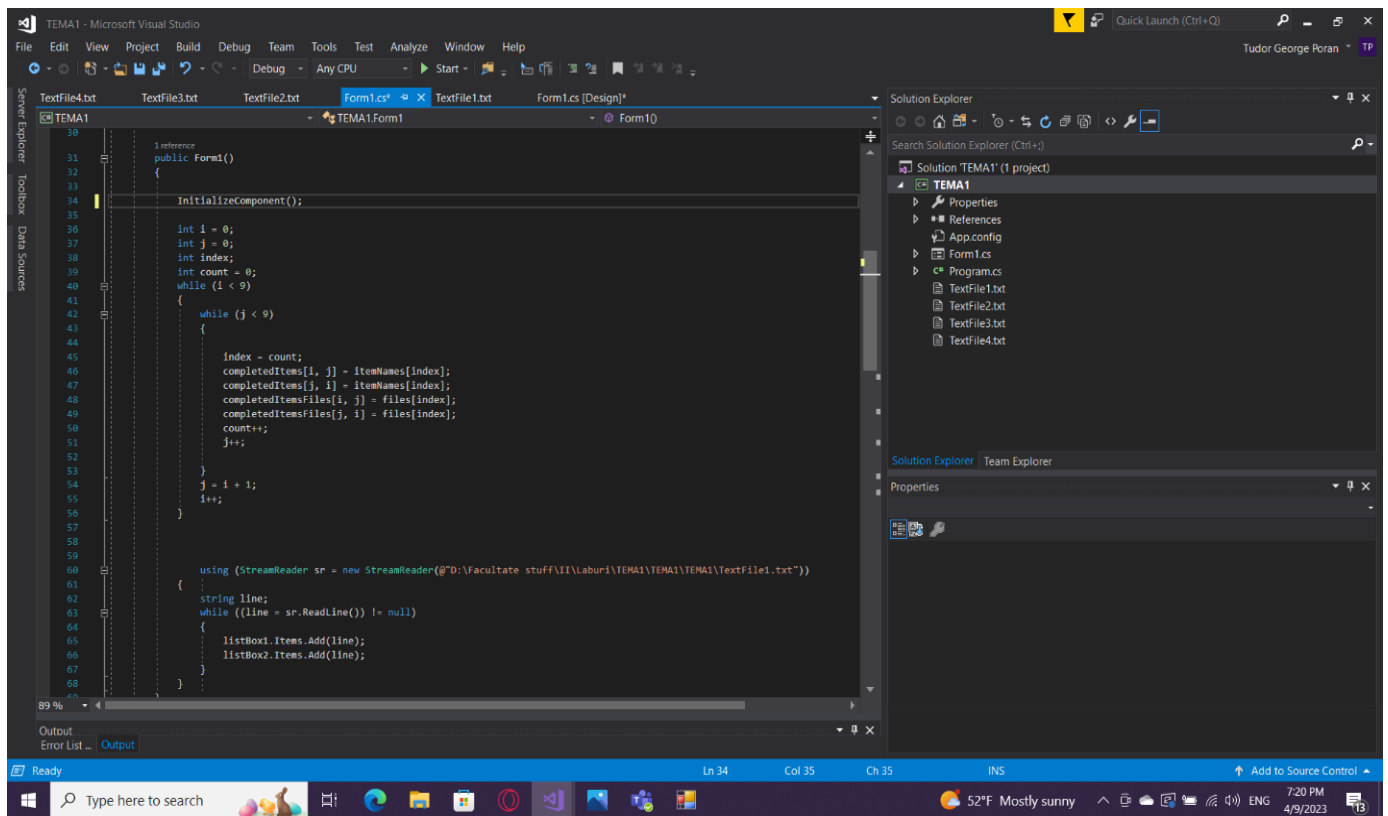 TEMA1 - Microsoft Visual Studio
Quick Launch (Ctrl+Q)
File Edit View Project Build Debug Team Tools Test Analyze Window Help
Tudor George Poran TP
Debug Any CPU Start
Server Explorer
Toolbox
Data Sources
TextFile4.txt TextFile3.txt TextFile2.txt Form1.cs* TextFile1.txt Form1.cs [Design]*
TEMA1 TEMA1.Form1 Form1()
30
1 reference
31 public Form1()
32 {
33
34 InitializeComponent();
35
36 int i = 0;
37 int j = 0;
38 int index;
39 int count = 0;
40 while (i < 9)
41 {
42 while (j < 9)
43 {
44
45 index = count;
46 completedItems[i, j] = itemNames[index];
47 completedItems[j, i] = itemNames[index];
48 completedItemsFiles[i, j] = files[index];
49 completedItemsFiles[j, i] = files[index];
50 count++;
51 j++;
52
53 }
54 j = i + 1;
55 i++;
56 }
57
58
59
60 using (StreamReader sr = new StreamReader(@"D:\Facultate stuff\II\Laburi\TEMA1\TEMA1\TEMA1\TextFile1.txt"))
61 {
62 string line;
63 while ((line = sr.ReadLine()) != null)
64 {
65 listBox1.Items.Add(line);
66 listBox2.Items.Add(line);
67 }
68 }
69 }
89 %
Output
Error List ... Output
Solution Explorer
Search Solution Explorer (Ctrl+;)
Solution 'TEMA1' (1 project)
TEMA1
Properties
References
App.config
Form1.cs
Program.cs
TextFile1.txt
TextFile2.txt
TextFile3.txt
TextFile4.txt
Solution Explorer Team Explorer
Properties
Ready Ln 34 Col 35 Ch 35 INS Add to Source Control
Type here to search
52°F Mostly sunny ENG 7:20 PM
4/9/2023
13